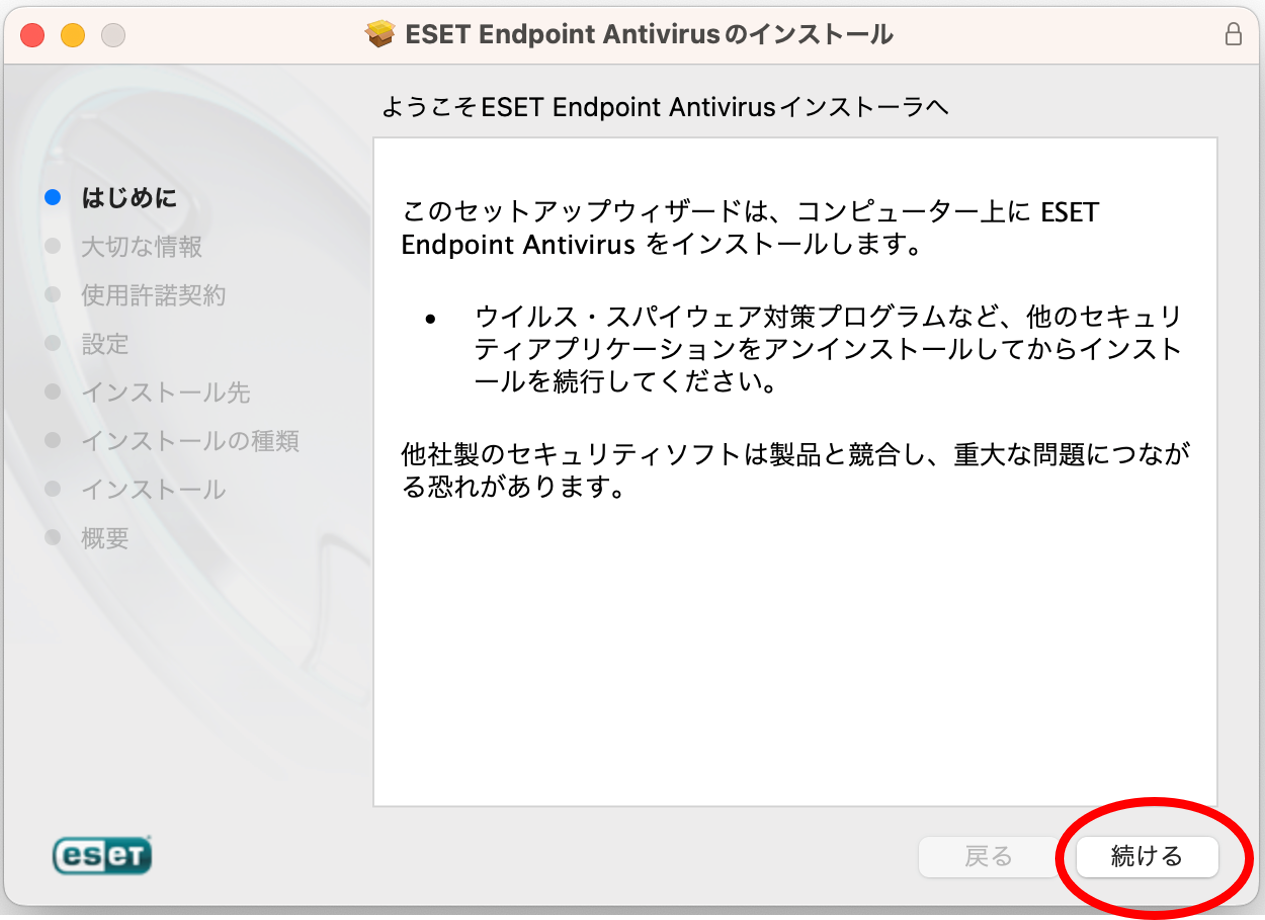 ESET Endpoint Antivirusのインストール
ようこそESET Endpoint Antivirusインストーラへ
はじめに
大切な情報
使用許諾契約
設定
インストール先
インストールの種類
インストール
概要
このセットアップウィザードは、コンピューター上に ESET
Endpoint Antivirus をインストールします。
• ウイルス・スパイウェア対策プログラムなど、他のセキュリ
ティアプリケーションをアンインストールしてからインスト
ールを続行してください。
他社製のセキュリティソフトは製品と競合し、重大な問題につなが
る恐れがあります。
eseT
戻る
続ける